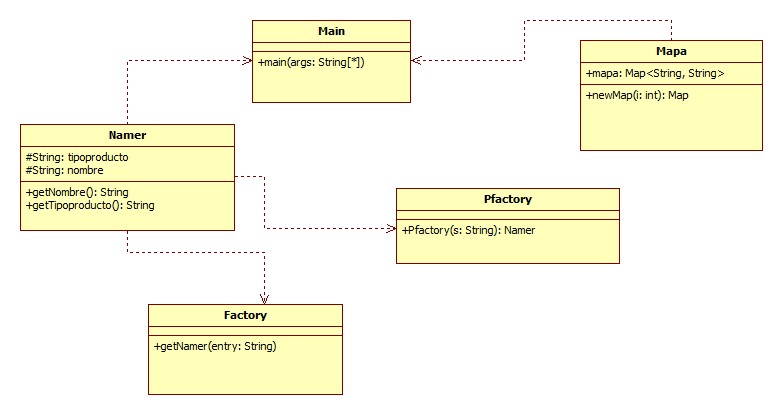 Main
+main(args: String[*])
Mapa
+mapa: Map<String, String>
+newMap(i: int): Map
Namer
#String: tipoproducto
#String: nombre
+getNombre(): String
+getTipoproducto(): String
Pfactory
+Pfactory(s: String): Namer
Factory
+getNamer(entry: String)